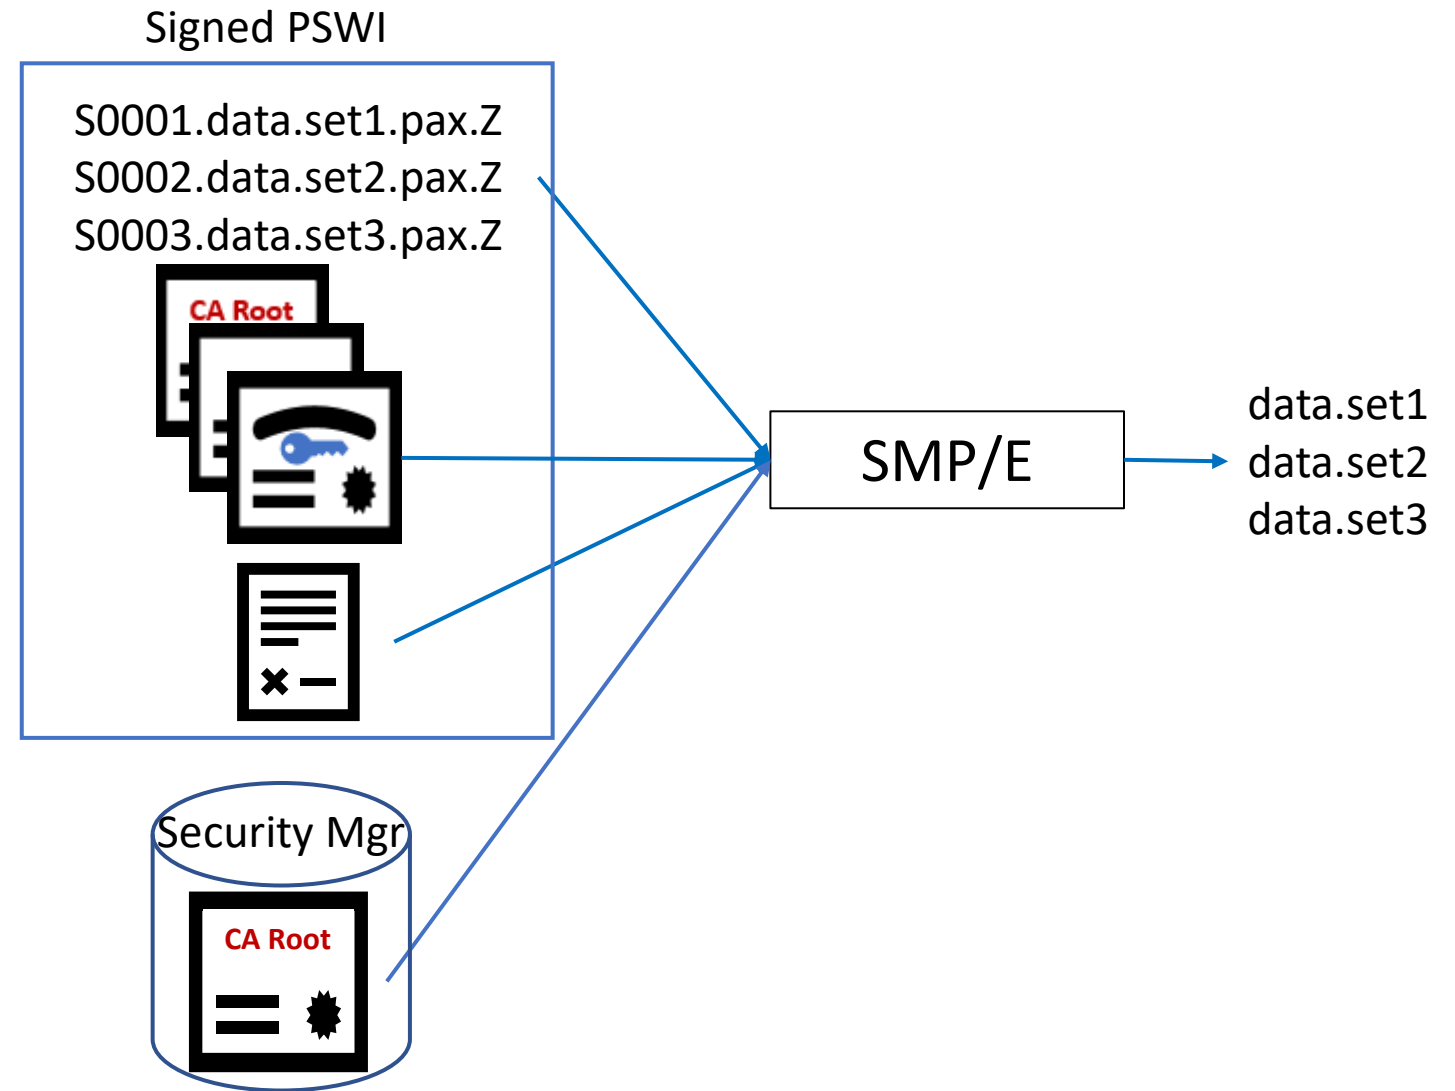 Signed PSWI
S0001.data.set1.pax.Z
S0002.data.set2.pax.Z
S0003.data.set3.pax.Z
CA Root
SMP/E
data.set1
data.set2
data.set3
Security Mgr
CA Root